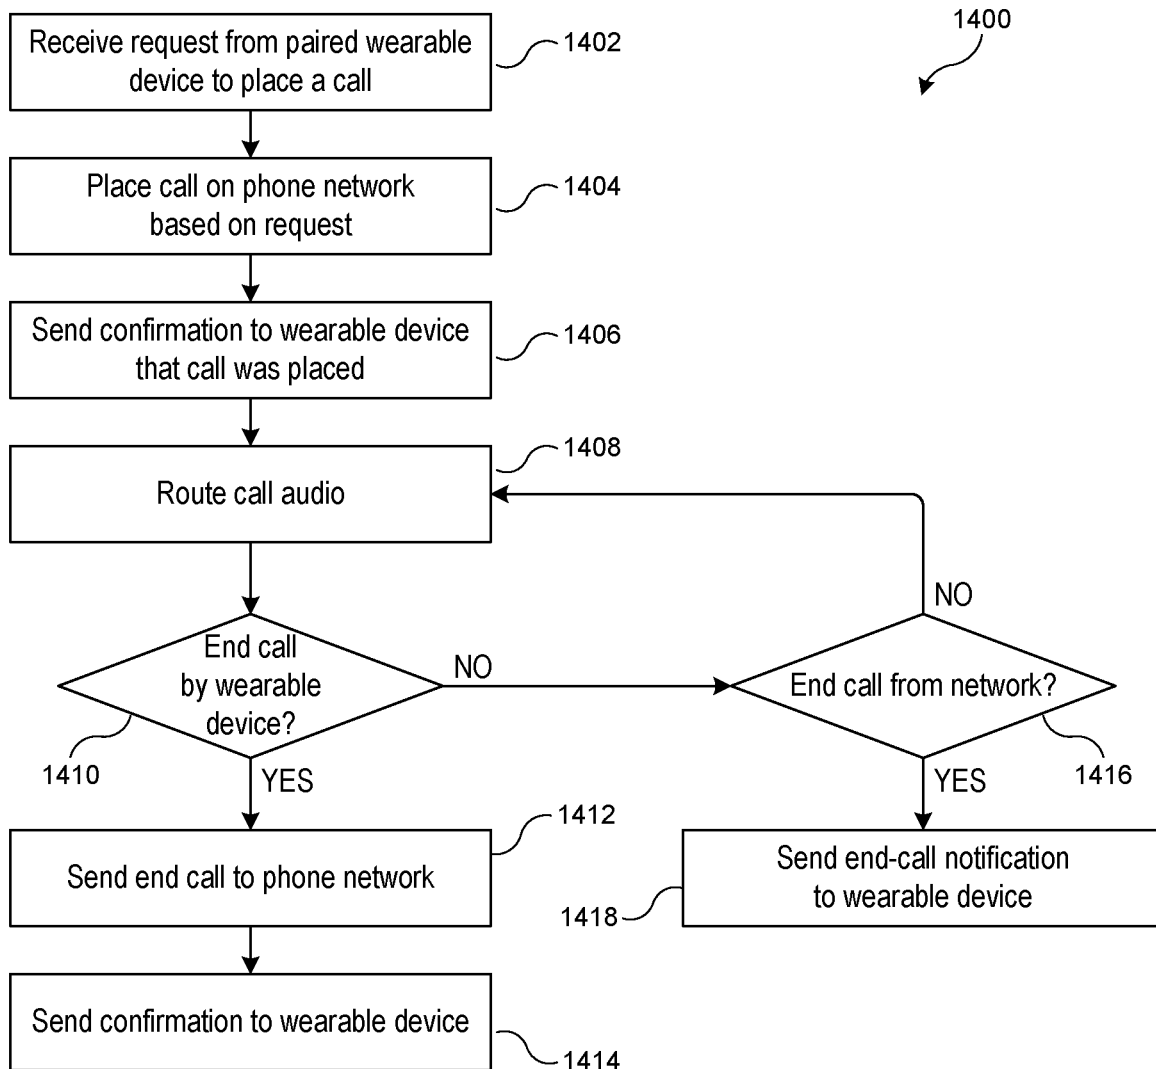 1400
Receive request from paired wearable
device to place a call
1402
Place call on phone network
based on request
1404
Send confirmation to wearable device
that call was placed
1406
Route call audio
1408
End call
by wearable
device?
1410
NO
YES
End call from network?
1416
NO
YES
Send end call to phone network
1412
Send end-call notification
to wearable device
1418
Send confirmation to wearable device
1414